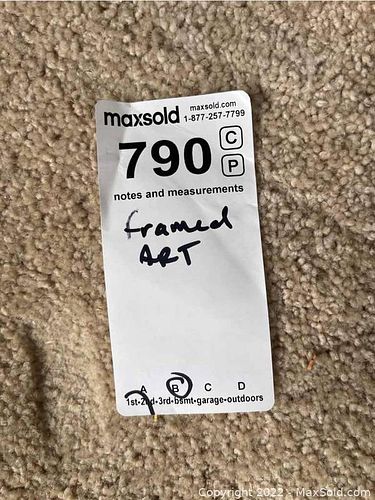 maxsold maxsold.com
1-877-257-7799
790 C
P
notes and measurements
framed
ART
A B C D
1st•2nd•3rd•bsmt•garage•outdoors
Copyright 2022 - MaxSold.com